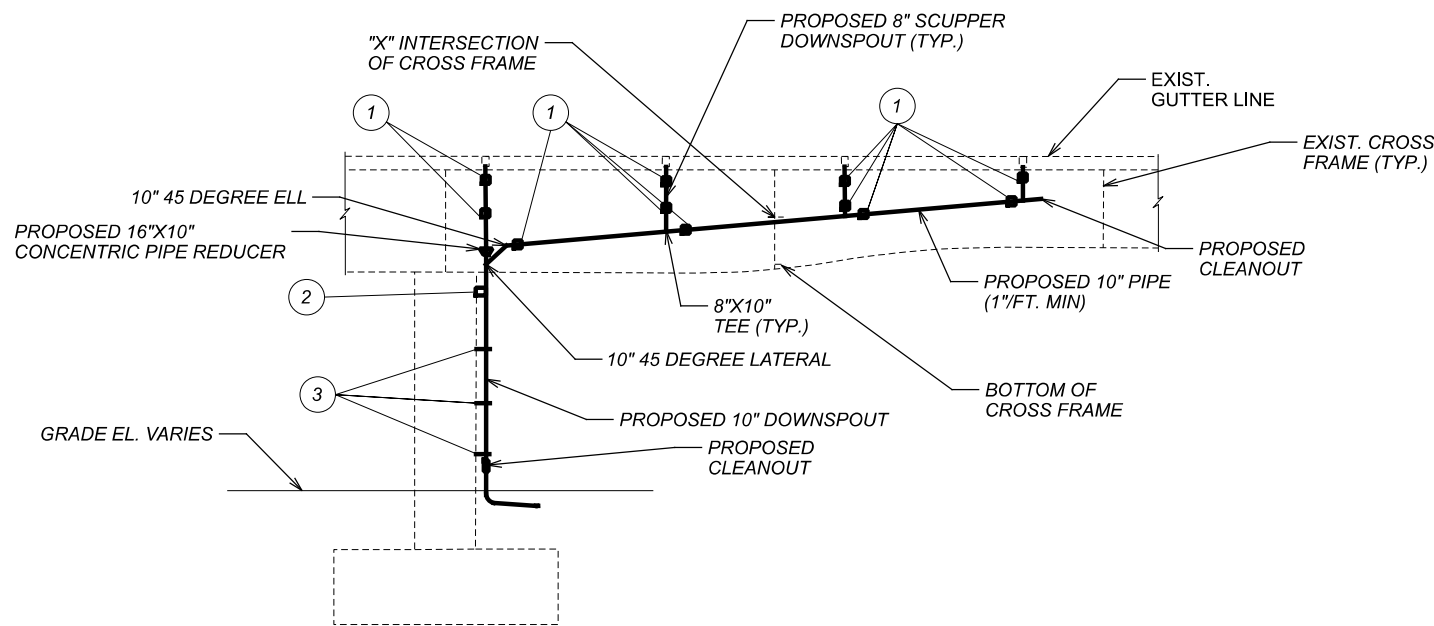 PROPOSED 8" SCUPPER
DOWNSPOUT (TYP.)
"X" INTERSECTION
OF CROSS FRAME
EXIST.
GUTTER LINE
1
1
1
EXIST. CROSS
FRAME (TYP.)
10" 45 DEGREE ELL
PROPOSED 16"X10"
CONCENTRIC PIPE REDUCER
PROPOSED
CLEANOUT
2
8"X10"
TEE (TYP.)
PROPOSED 10" PIPE
(1"/FT. MIN)
10" 45 DEGREE LATERAL
3
BOTTOM OF
CROSS FRAME
PROPOSED 10" DOWNSPOUT
GRADE EL. VARIES
PROPOSED
CLEANOUT